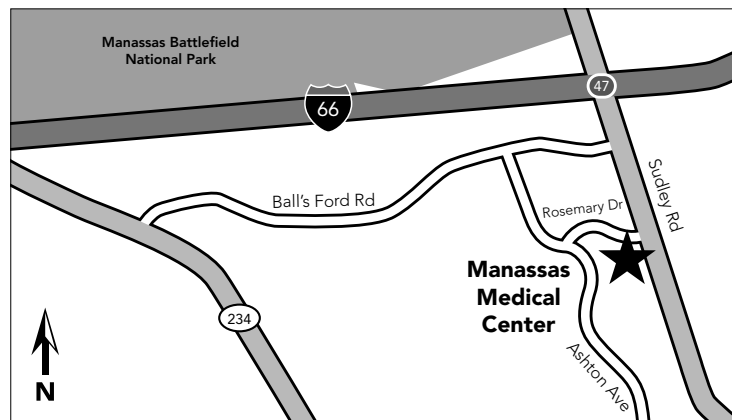 Manassas Battlefield
National Park
66
47
Sudley Rd
Ball's Ford Rd
Rosemary Dr
Manassas
Medical
Center
234
Ashton Ave
N